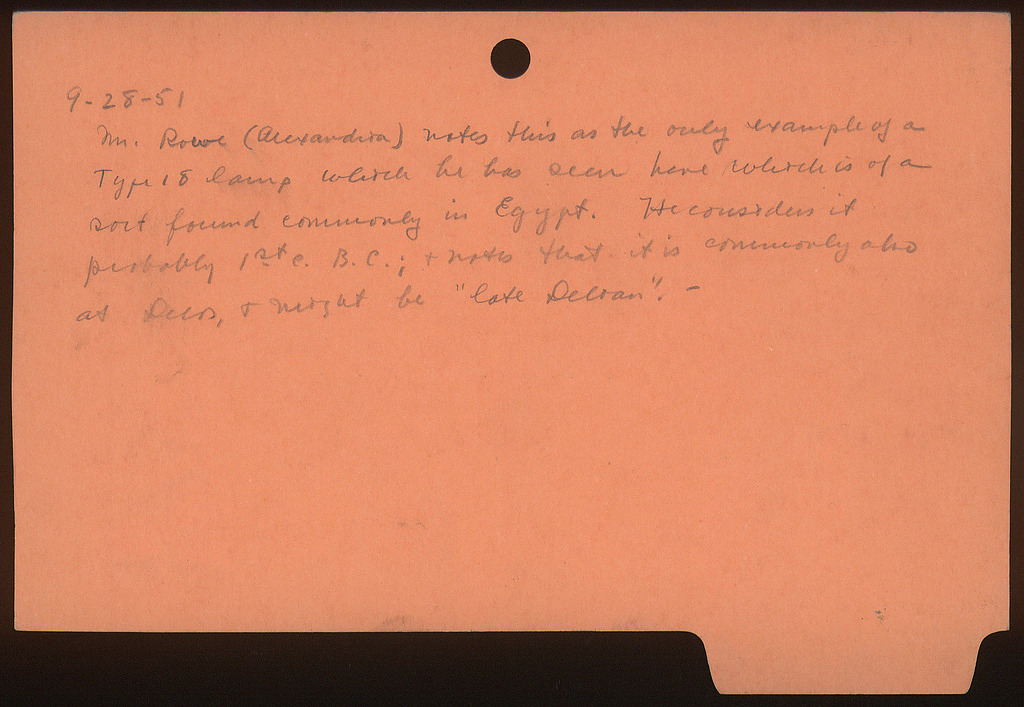 9-28-51
Mr. Rowe (Alexandria) notes this as the only example of a
Type 18 lamp which he has seen here which is of a
sort found commonly in Egypt. He considers it
probably 1st c. B.C.; + notes that it is commonly also
at Delos, + might be "late Delian". -